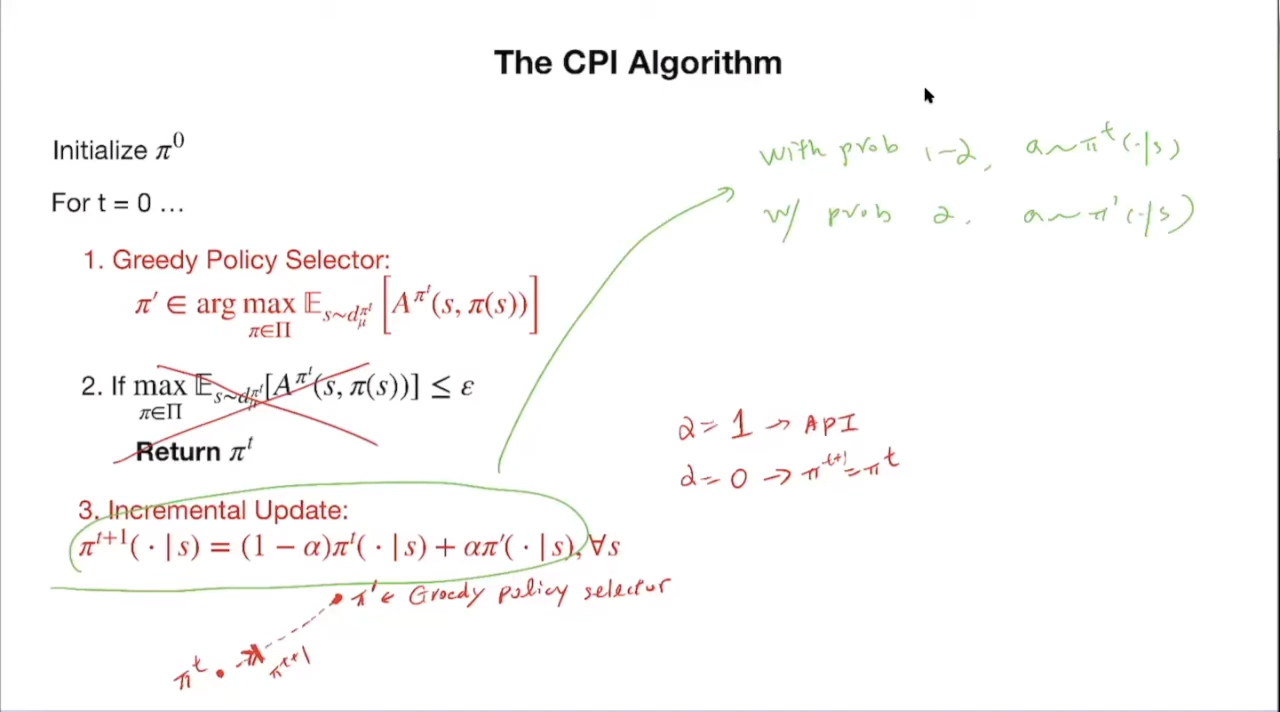 The CPI Algorithm
Initialize π⁰
For t = 0 …
1. Greedy Policy Selector:
π′ ∈ arg max_{π∈Π} 𝔼_{s∼d_μ^{π^t}} [A^{π^t}(s, π(s))]
2. If max_{π∈Π} 𝔼_{s∼d_μ^{π^t}}[A^{π^t}(s, π(s))] ≤ ε
Return π^t
3. Incremental Update:
π^{t+1}( · | s) = (1 − α)π^t( · | s) + απ′( · | s), ∀s
π′ ← Greedy policy selector
π^t
π^{t+1}
with prob 1-α, a∼π^t(·|s)
w/ prob α, a∼π′(·|s)
α = 1 → API
α = 0 → π^{t+1} = π^t